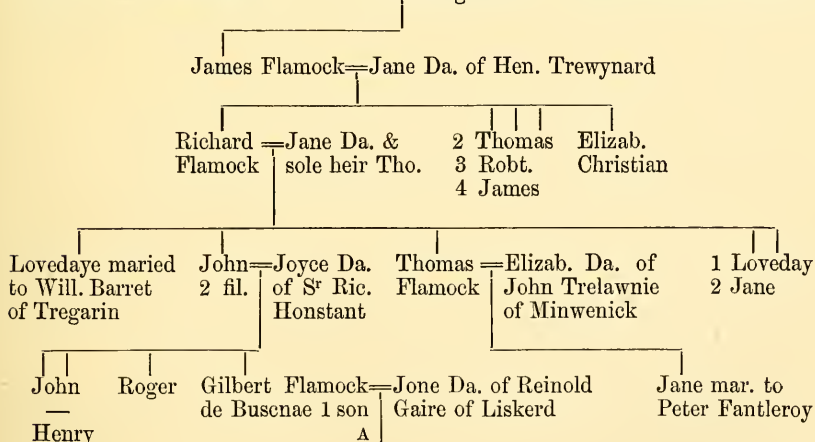 James Flamock=Jane Da. of Hen. Trewynard
Richard =Jane Da. & 2 Thomas Elizab.
Flamock sole heir Tho. 3 Robt. Christian
4 James
Lovedaye maried John=Joyce Da. Thomas =Elizab. Da. of 1 Loveday
to Will. Barret 2 fil. of Sr Ric. Flamock John Trelawnie 2 Jane
of Tregarin Honstant of Minwenick
John Roger Gilbert Flamock=Jone Da. of Reinold Jane mar. to
— de Buscnae 1 son Gaire of Liskerd Peter Fantleroy
Henry A